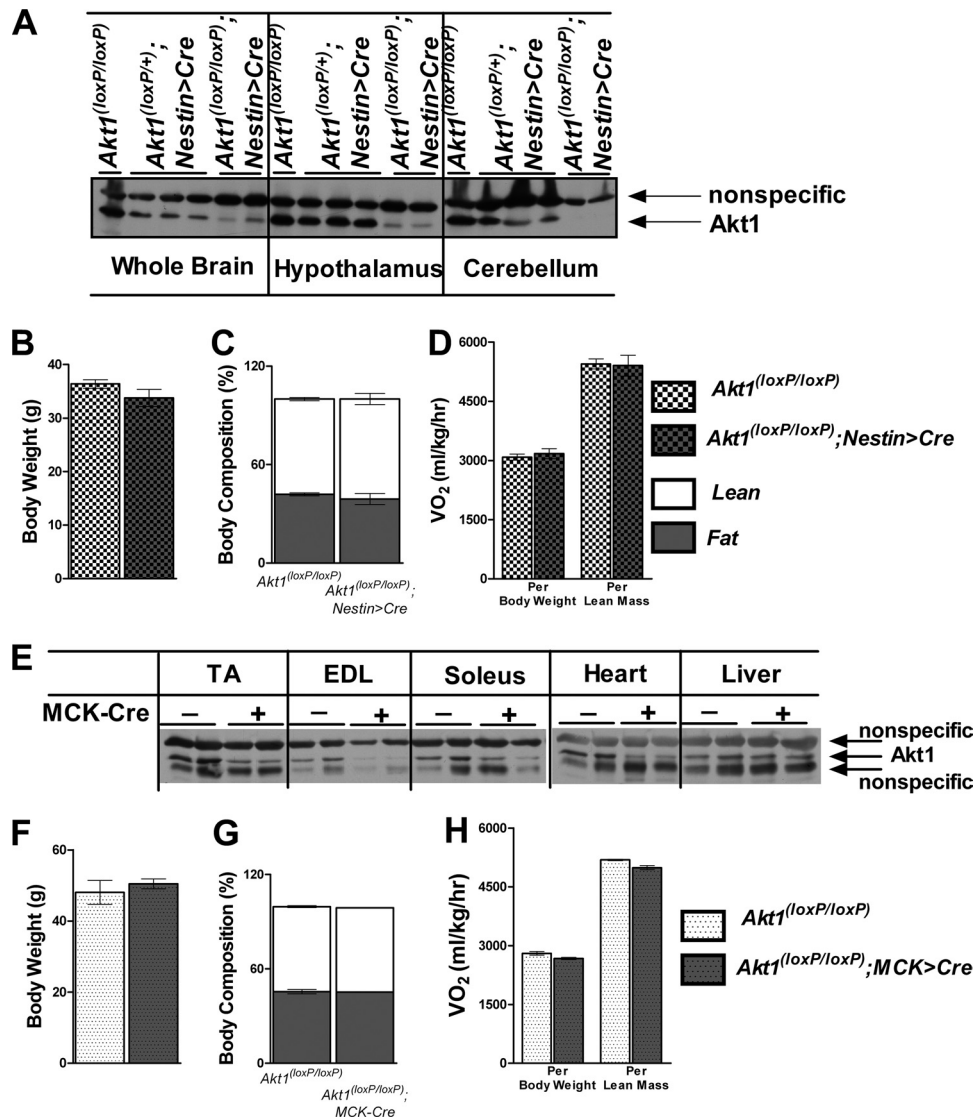 A
Akt1(loxP/loxP)
Akt1(loxP/+);
Nestin>Cre
Akt1(loxP/loxP);
Nestin>Cre
Akt1(loxP/loxP)
Akt1(loxP/+);
Nestin>Cre
Akt1(loxP/loxP);
Nestin>Cre
Akt1(loxP/loxP)
Akt1(loxP/+);
Nestin>Cre
Akt1(loxP/loxP);
Nestin>Cre
nonspecific
Akt1
Whole Brain
Hypothalamus
Cerebellum
B
Body Weight (g)
40
30
20
10
0
C
Body Composition (%)
120
60
0
Akt1(loxP/loxP)
Akt1(loxP/loxP);
Nestin>Cre
D
VO2 (ml/kg/hr)
6000
4500
3000
1500
0
Per
Body Weight
Per
Lean Mass
Akt1(loxP/loxP)
Akt1(loxP/loxP);Nestin>Cre
Lean
Fat
E
TA
EDL
Soleus
Heart
Liver
MCK-Cre
– + – + – + – + – +
nonspecific
Akt1
nonspecific
F
Body Weight (g)
60
40
20
0
G
Body Composition (%)
120
60
0
Akt1(loxP/loxP)
Akt1(loxP/loxP);
MCK-Cre
H
VO2 (ml/kg/hr)
6000
4500
3000
1500
0
Per
Body Weight
Per
Lean Mass
Akt1(loxP/loxP)
Akt1(loxP/loxP);MCK>Cre